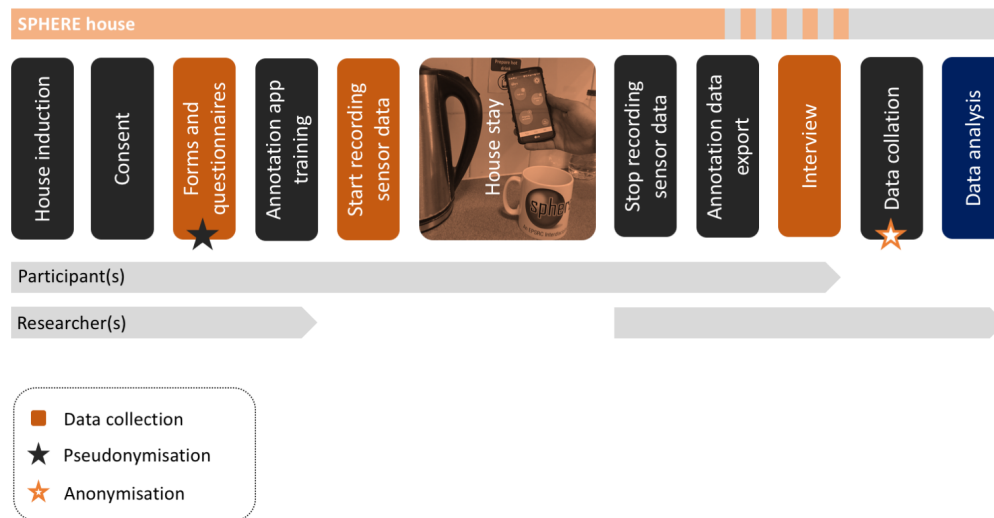 SPHERE house
House induction
Consent
Forms and
questionnaires
Annotation app
training
Start recording
sensor data
House stay
Stop recording
sensor data
Annotation data
export
Interview
Data collation
Data analysis
Participant(s)
Researcher(s)
Data collection
Pseudonymisation
Anonymisation